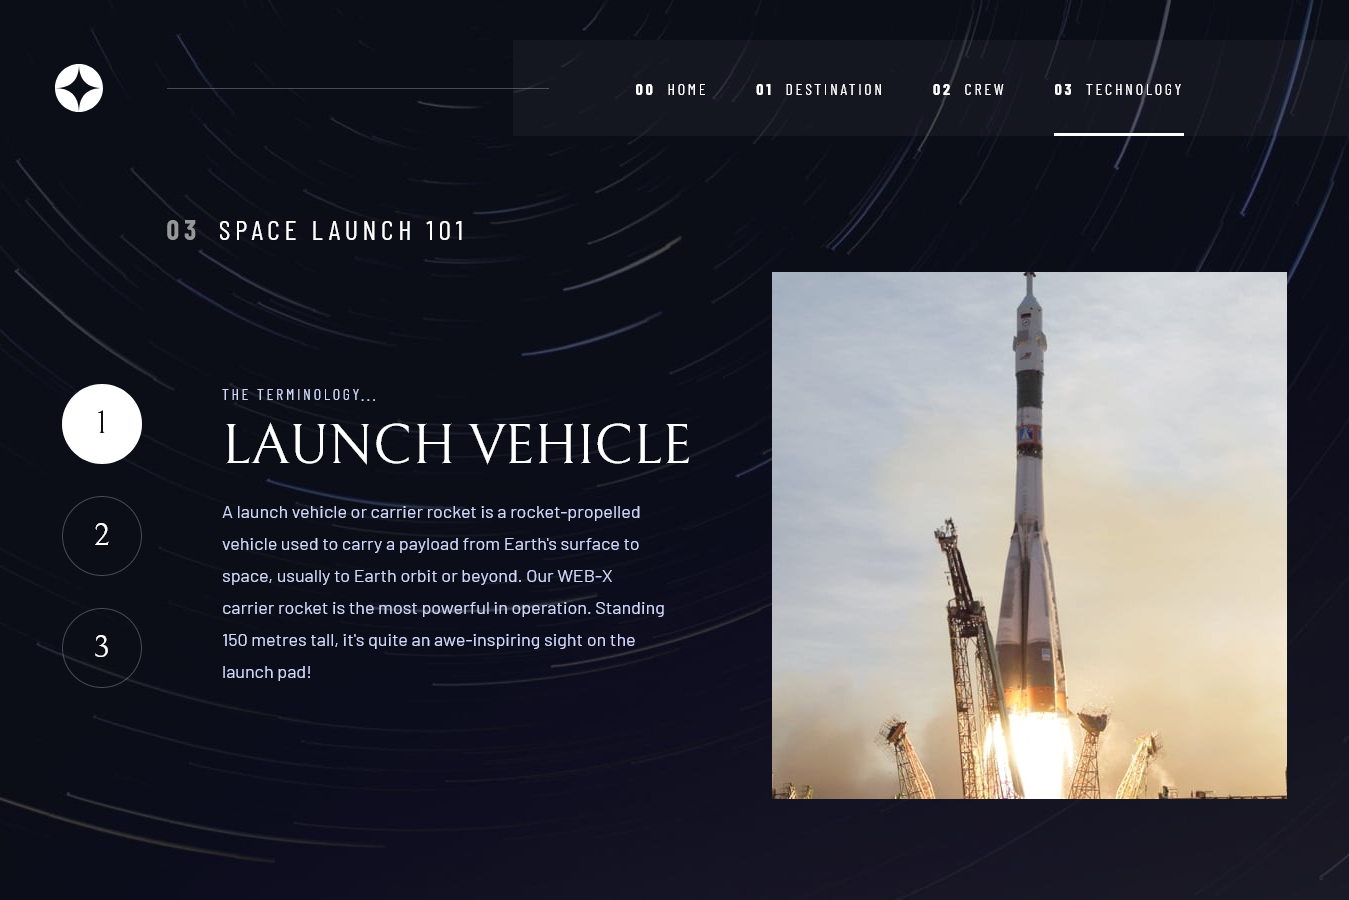 00 HOME 01 DESTINATION 02 CREW 03 TECHNOLOGY
03 SPACE LAUNCH 101
1
2
3
THE TERMINOLOGY...
LAUNCH VEHICLE
A launch vehicle or carrier rocket is a rocket-propelled
vehicle used to carry a payload from Earth's surface to
space, usually to Earth orbit or beyond. Our WEB-X
carrier rocket is the most powerful in operation. Standing
150 metres tall, it's quite an awe-inspiring sight on the
launch pad!